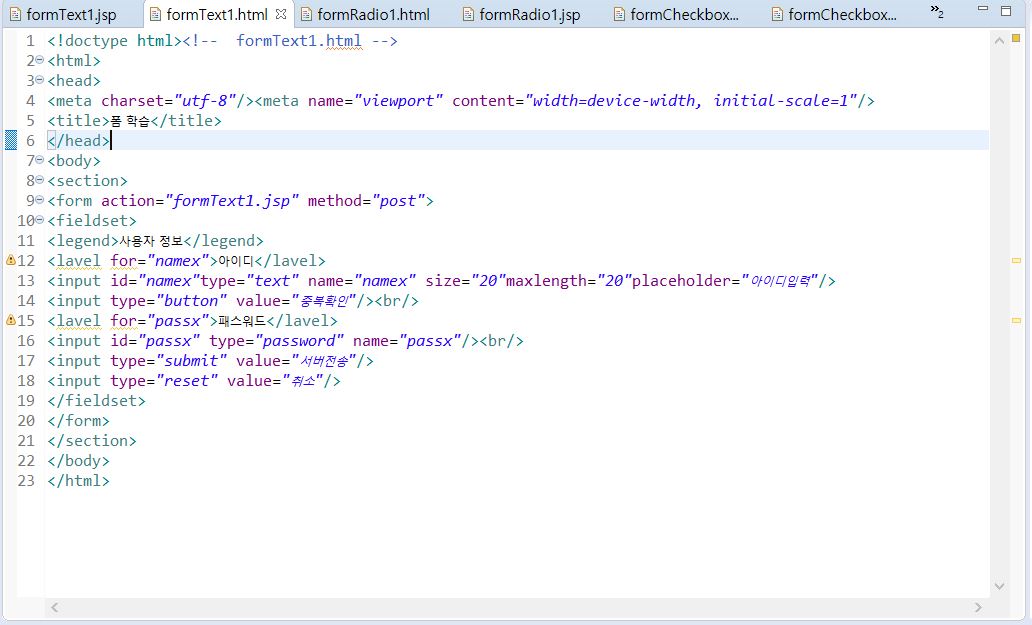 formText1.jsp formText1.html formRadio1.html formRadio1.jsp formCheckbox... formCheckbox... »2
1 <!doctype html><!--  formText1.html -->
2 <html>
3 <head>
4 <meta charset="utf-8"/><meta name="viewport" content="width=device-width, initial-scale=1"/>
5 <title>폼 학습</title>
6 </head>
7 <body>
8 <section>
9 <form action="formText1.jsp" method="post">
10 <fieldset>
11 <legend>사용자 정보</legend>
12 <lavel for="namex">아이디</lavel>
13 <input id="namex"type="text" name="namex" size="20"maxlength="20"placeholder="아이디입력"/>
14 <input type="button" value="중복확인"/><br/>
15 <lavel for="passx">패스워드</lavel>
16 <input id="passx" type="password" name="passx"/><br/>
17 <input type="submit" value="서버전송"/>
18 <input type="reset" value="취소"/>
19 </fieldset>
20 </form>
21 </section>
22 </body>
23 </html>